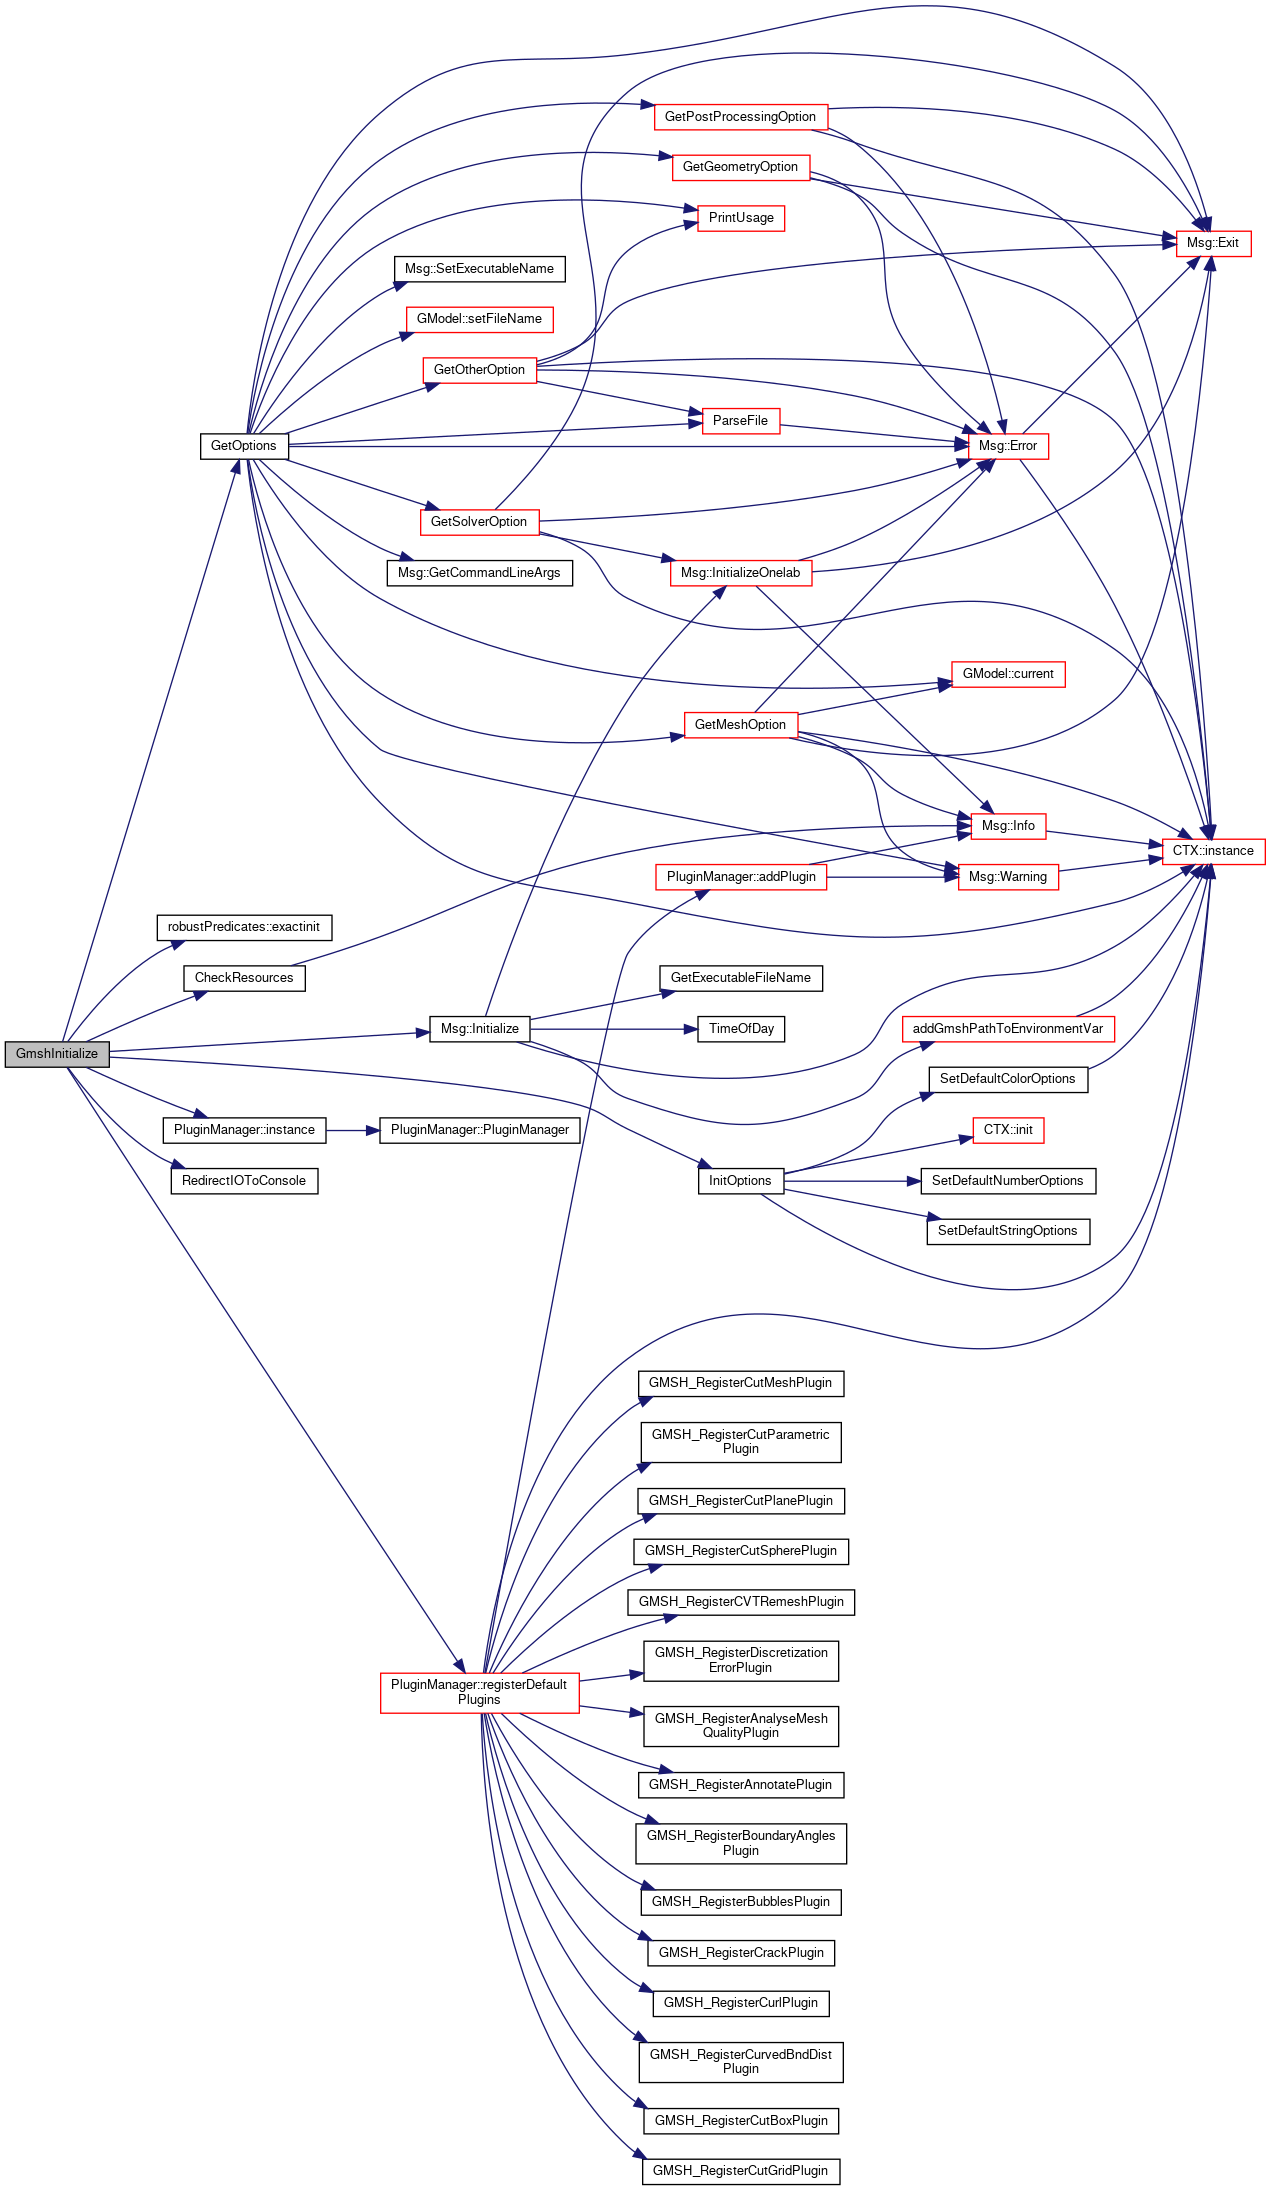 GetPostProcessingOption
GetGeometryOption
PrintUsage
Msg::Exit
Msg::SetExecutableName
GModel::setFileName
GetOtherOption
ParseFile
GetOptions
Msg::Error
GetSolverOption
Msg::GetCommandLineArgs
Msg::InitializeOnelab
GModel::current
GetMeshOption
Msg::Info
CTX::instance
PluginManager::addPlugin
Msg::Warning
robustPredicates::exactinit
CheckResources
GetExecutableFileName
Msg::Initialize
TimeOfDay
addGmshPathToEnvironmentVar
GmshInitialize
SetDefaultColorOptions
PluginManager::instance
PluginManager::PluginManager
CTX::init
RedirectIOToConsole
InitOptions
SetDefaultNumberOptions
SetDefaultStringOptions
GMSH_RegisterCutMeshPlugin
GMSH_RegisterCutParametric
Plugin
GMSH_RegisterCutPlanePlugin
GMSH_RegisterCutSpherePlugin
GMSH_RegisterCVTRemeshPlugin
GMSH_RegisterDiscretization
ErrorPlugin
PluginManager::registerDefault
Plugins
GMSH_RegisterAnalyseMesh
QualityPlugin
GMSH_RegisterAnnotatePlugin
GMSH_RegisterBoundaryAngles
Plugin
GMSH_RegisterBubblesPlugin
GMSH_RegisterCrackPlugin
GMSH_RegisterCurlPlugin
GMSH_RegisterCurvedBndDist
Plugin
GMSH_RegisterCutBoxPlugin
GMSH_RegisterCutGridPlugin